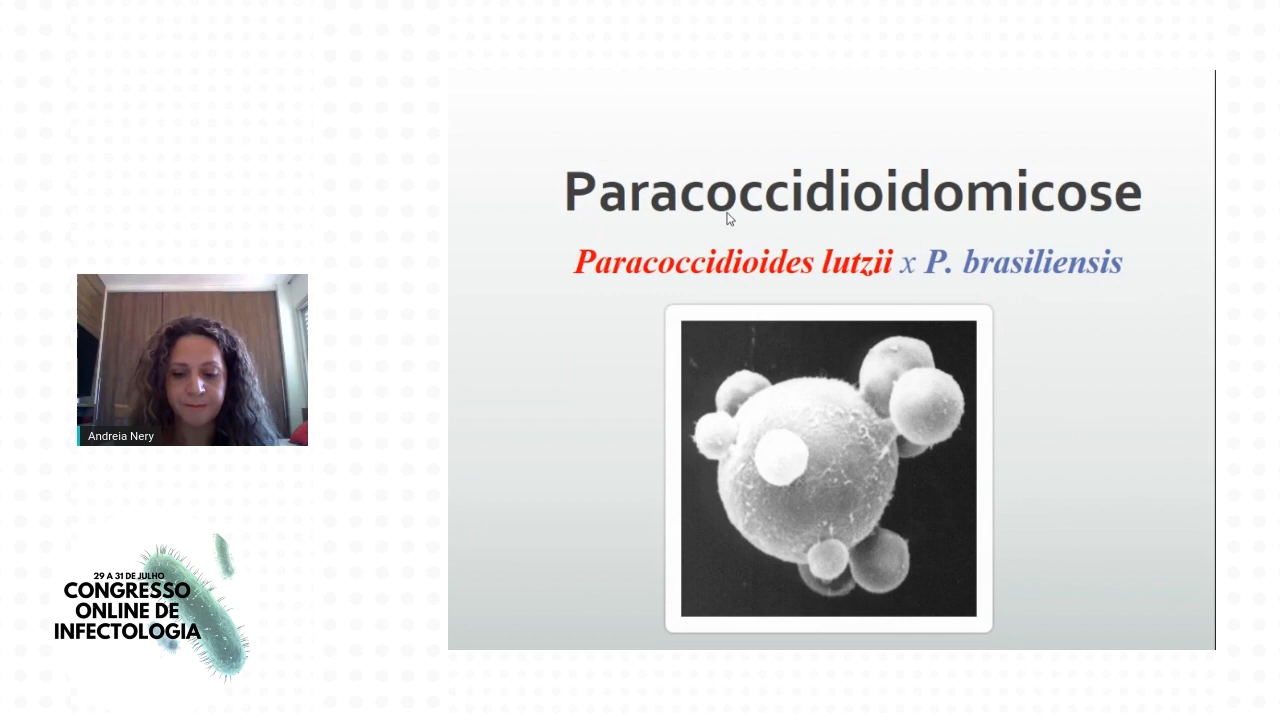 Paracoccidioidomicose
Paracoccidioides lutzii x P. brasiliensis
Andreia Nery
29 A 31 DE JULHO
CONGRESSO
ONLINE DE
INFECTOLOGIA